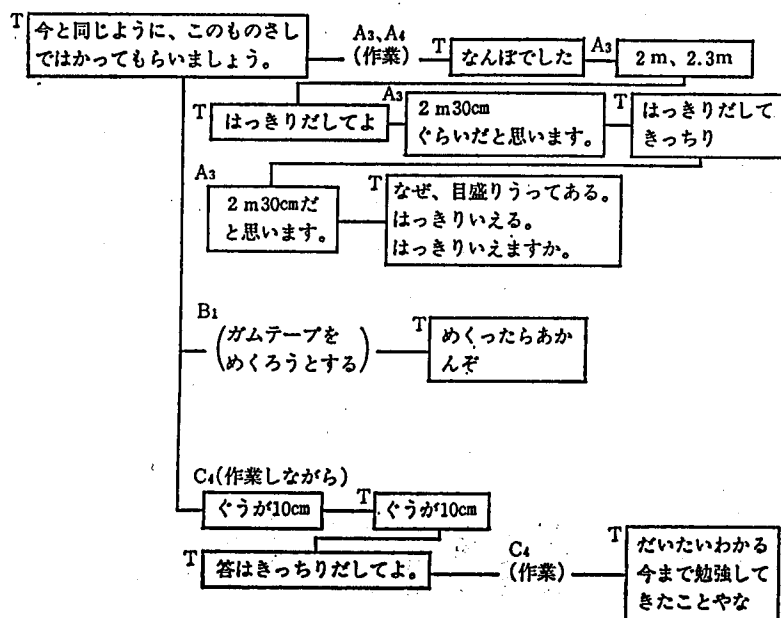 T
今と同じように、このものさし
ではかってもらいましょう。
A3、A4
(作業)
T
なんぼでした
A3
2m、2.3m
T
はっきりだしてよ
A3
2m30cm
ぐらいだと思います。
T
はっきりだして
きっちり
A3
2m30cmだ
と思います。
T
なぜ、目盛りうってある。
はっきりいえる。
はっきりいえますか。
B1
(ガムテープを
めくろうとする)
T
めくったらあか
んぞ
C4(作業しながら)
ぐうが10cm
T
ぐうが10cm
T
答はきっちりだしてよ。
C4
(作業)
T
だいたいわかる
今まで勉強して
きたことやな